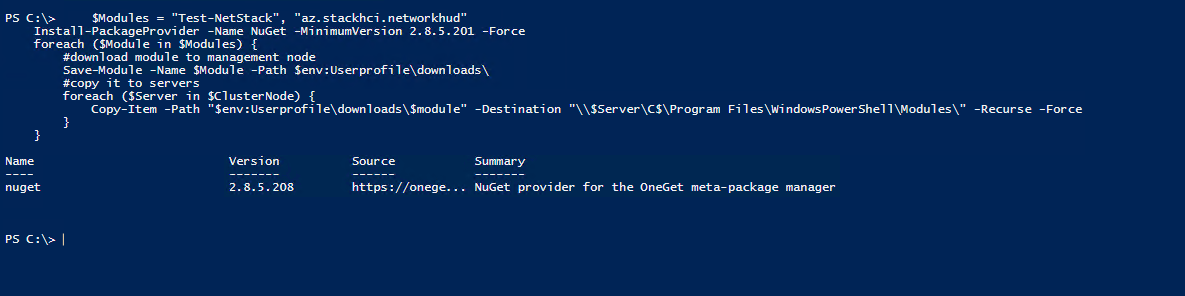 PS C:\>     $Modules = "Test-NetStack", "az.stackhci.networkhud"
    Install-PackageProvider -Name NuGet -MinimumVersion 2.8.5.201 -Force
    foreach ($Module in $Modules) {
        #download module to management node
        Save-Module -Name $Module -Path $env:Userprofile\downloads\
        #copy it to servers
        foreach ($Server in $ClusterNode) {
            Copy-Item -Path "$env:Userprofile\downloads\$module" -Destination "\\$Server\C$\Program Files\WindowsPowerShell\Modules\" -Recurse -Force
        }
    }
Name                           Version          Source           Summary
----                           -------          ------           -------
nuget                          2.8.5.208        https://onege... NuGet provider for the OneGet meta-package manager
PS C:\>